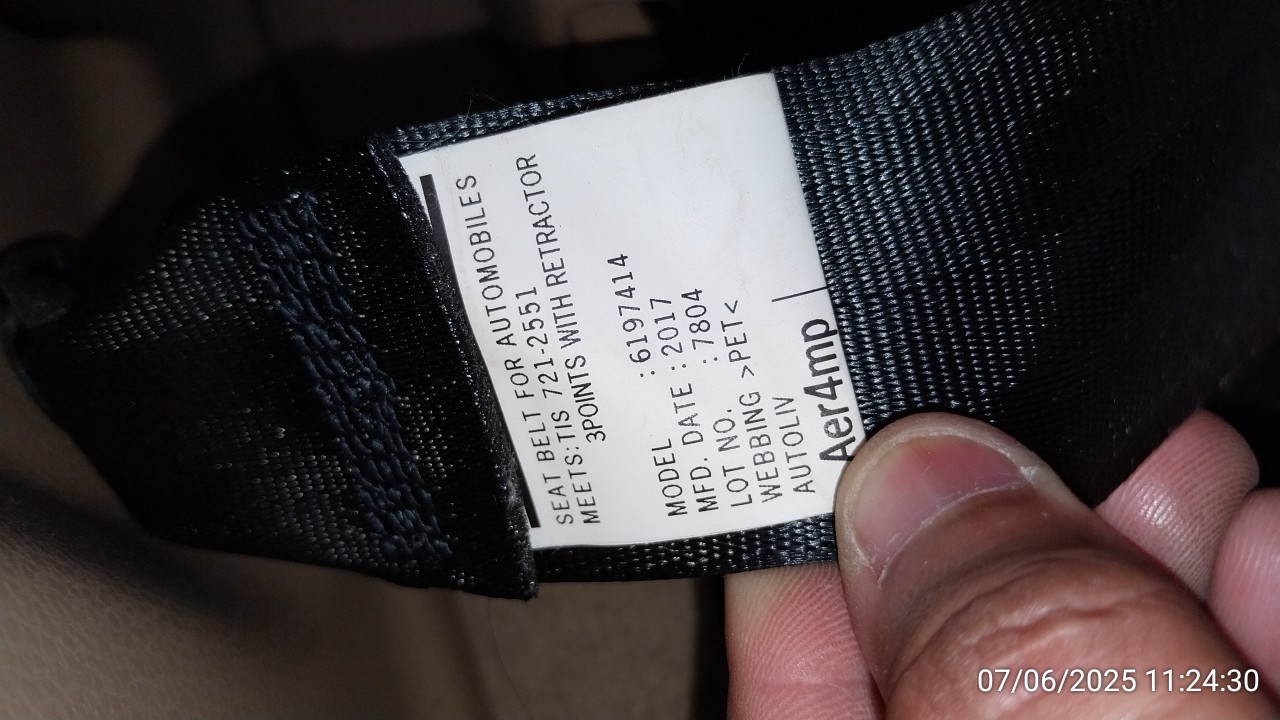 SEAT BELT FOR AUTOMOBILES
MEETS:TIS 721-2551
3POINTS WITH RETRACTOR
MODEL :6197414
MFD. DATE :2017
LOT NO. :7804
WEBBING >PET<
AUTOLIV
Aer4mp
07/06/2025 11:24:30